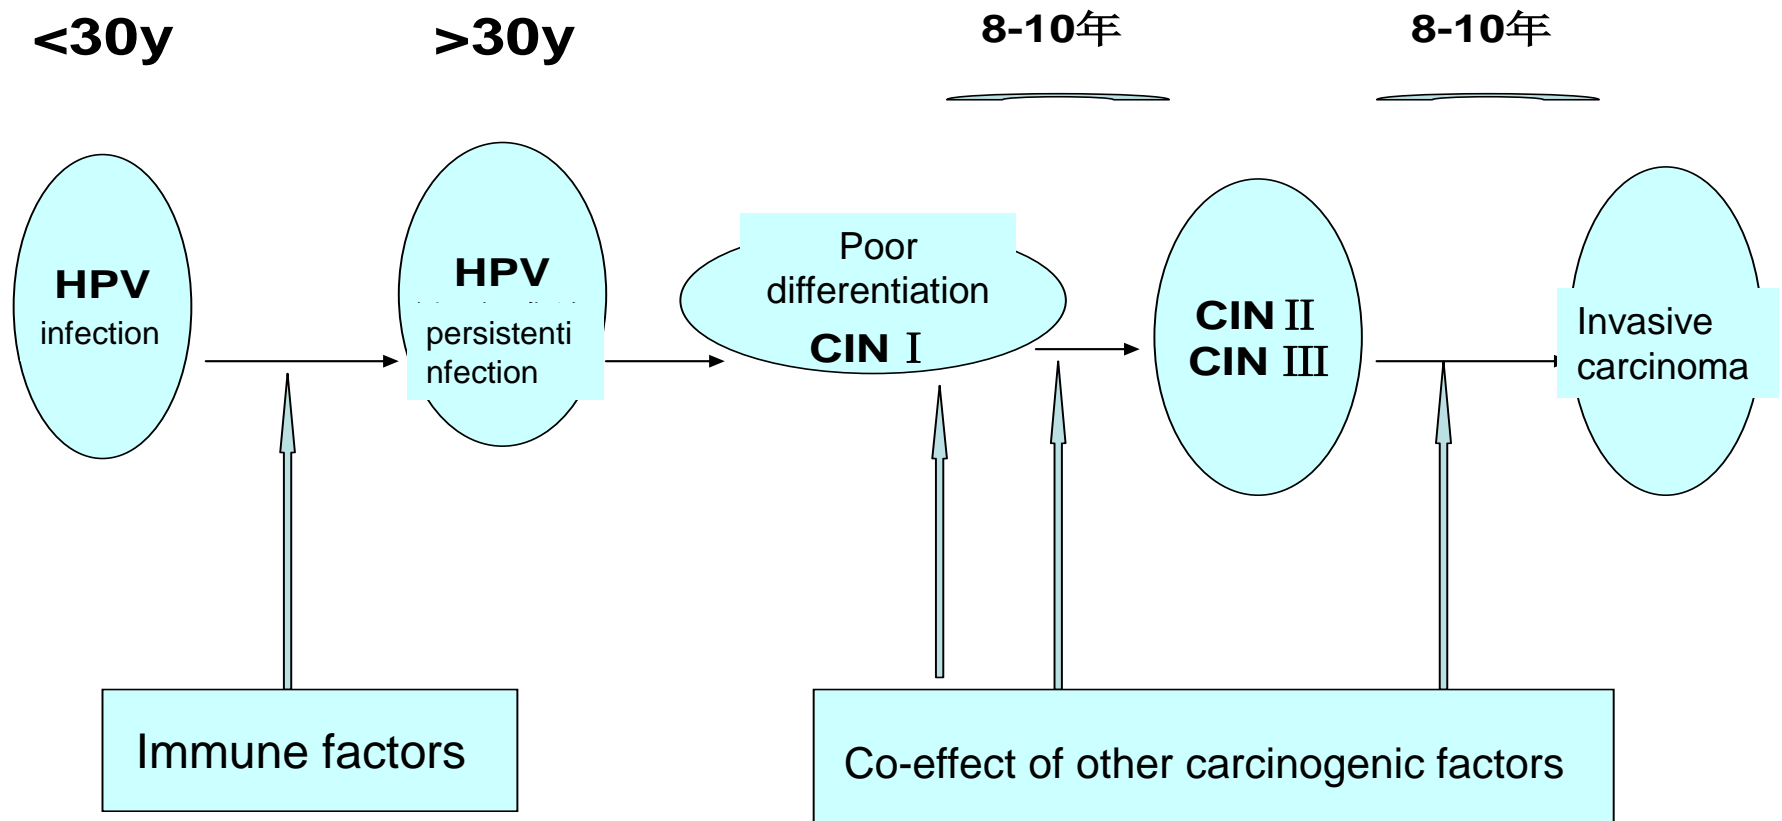 <30y
>30y
8-10年
8-10年
HPV
infection
HPV
persistenti
nfection
Poor
differentiation
CIN Ⅰ
CIN Ⅱ
CIN Ⅲ
Invasive
carcinoma
Immune factors
Co-effect of other carcinogenic factors